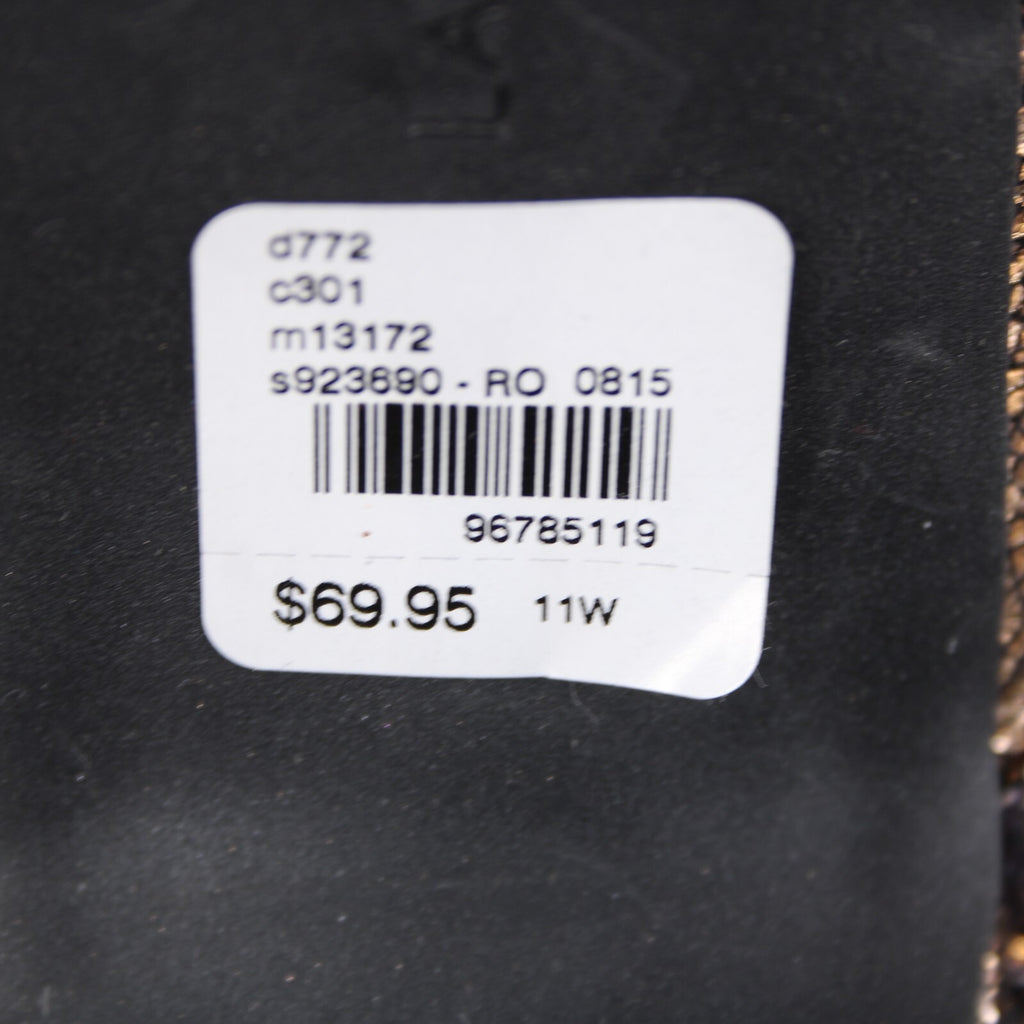 d772
c301
m13172
s923690 - RO 0815
96785119
$69.95 11W